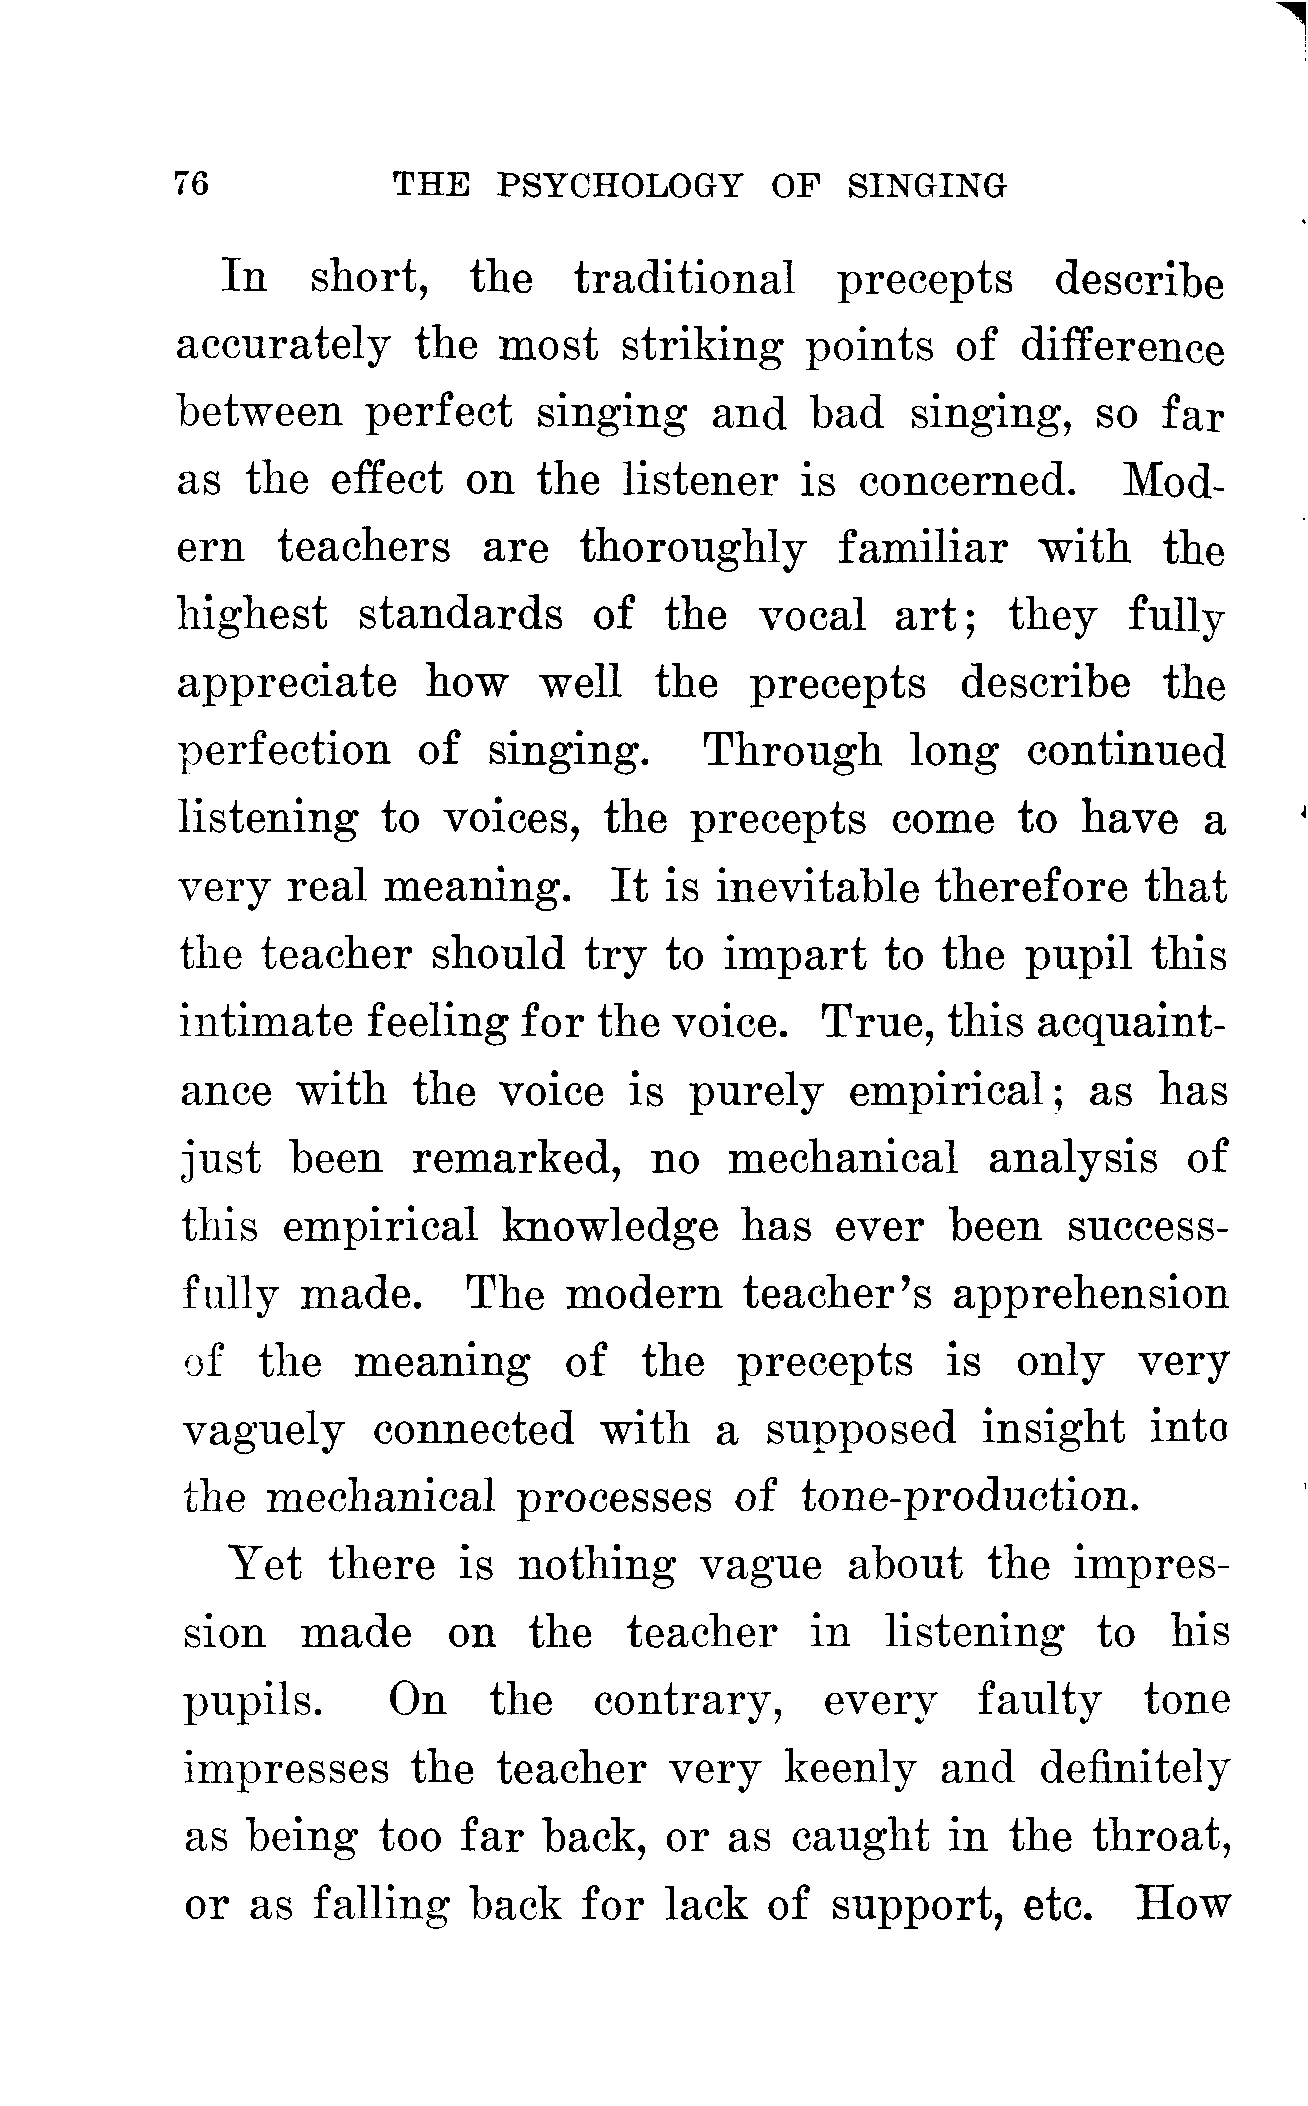 76 THE PSYCHOLOGY OF SINGING
In short, the traditional precepts describe
accurately the most striking points of difference
between perfect singing and bad singing, so far
as the effect on the listener is concerned. Mod-
ern teachers are thoroughly familiar with the
highest standards of the vocal art; they fully
appreciate how well the precepts describe the
perfection of singing. Through long continued
listening to voices, the precepts come to have a
very real meaning. It is inevitable therefore that
the teacher should try to impart to the pupil this
intimate feeling for the voice. True, this acquaint-
ance with the voice is purely empirical; as has
just been remarked, no mechanical analysis of
this empirical knowledge has ever been success-
fully made. The modern teacher's apprehension
of the meaning of the precepts is only very
vaguely connected with a supposed insight into
the mechanical processes of tone-production.
Yet there is nothing vague about the impres-
sion made on the teacher in listening to his
pupils. On the contrary, every faulty tone
impresses the teacher very keenly and definitely
as being too far back, or as caught in the throat,
or as falling back for lack of support, etc. How